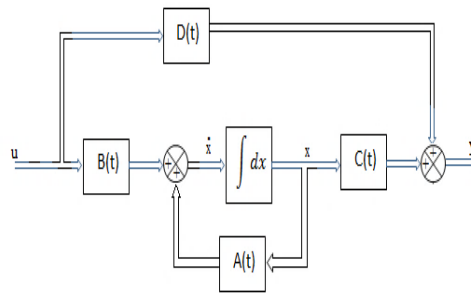 D(t)
u
B(t)
+
+
ẋ
∫ dx
x
C(t)
+
+
y
A(t)